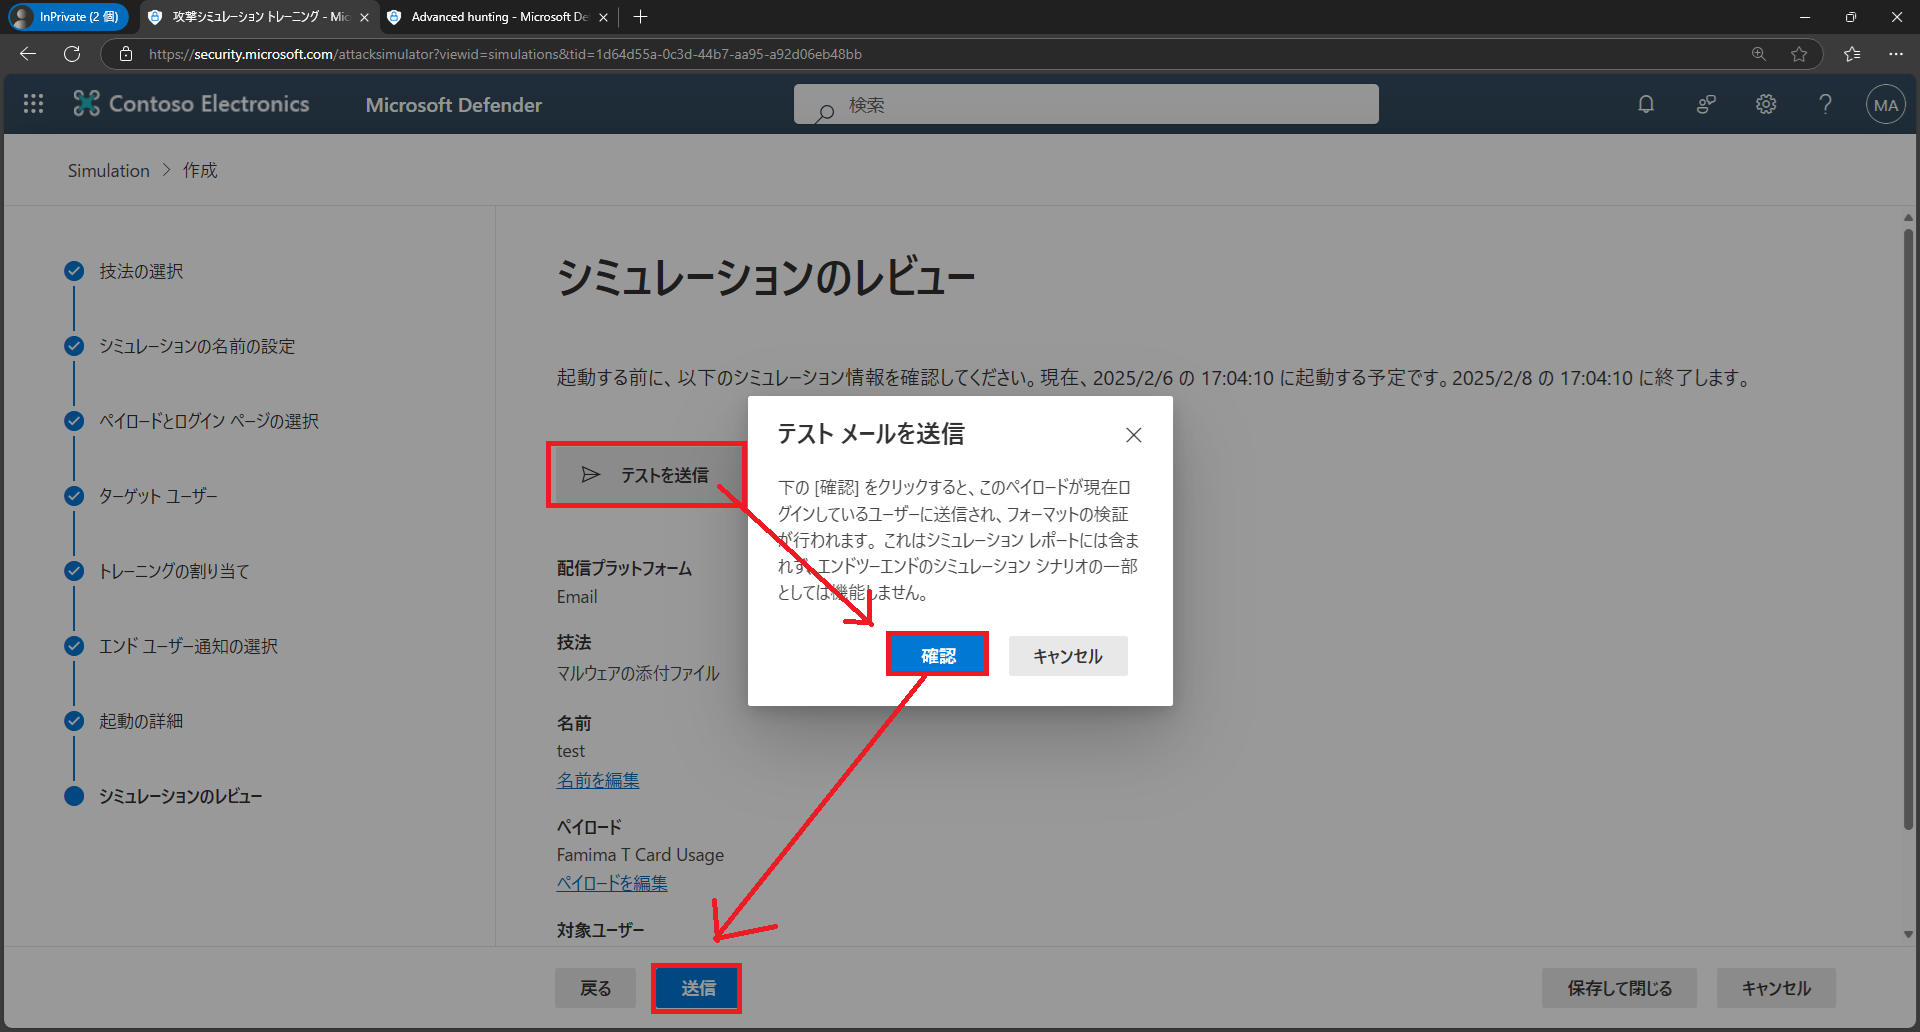 InPrivate (2 個)
攻撃シミュレーション トレーニング - Mic
Advanced hunting - Microsoft De
https://security.microsoft.com/attacksimulator?viewid=simulations&tid=1d64d55a-0c3d-44b7-aa95-a92d06eb48bb
Contoso Electronics
Microsoft Defender
検索
MA
Simulation > 作成
技法の選択
シミュレーションの名前の設定
ペイロードとログイン ページの選択
ターゲット ユーザー
トレーニングの割り当て
エンド ユーザー通知の選択
起動の詳細
シミュレーションのレビュー
シミュレーションのレビュー
起動する前に、以下のシミュレーション情報を確認してください。現在、2025/2/6 の 17:04:10 に起動する予定です。2025/2/8 の 17:04:10 に終了します。
テストを送信
配信プラットフォーム
Email
技法
マルウェアの添付ファイル
名前
test
名前を編集
ペイロード
Famima T Card Usage
ペイロードを編集
対象ユーザー
テスト メールを送信
下の [確認] をクリックすると、このペイロードが現在ロ
グインしているユーザーに送信され、フォーマットの検証
が行われます。これはシミュレーション レポートには含ま
れず、エンドツーエンドのシミュレーション シナリオの一部
としては機能しません。
確認
キャンセル
戻る
送信
保存して閉じる
キャンセル